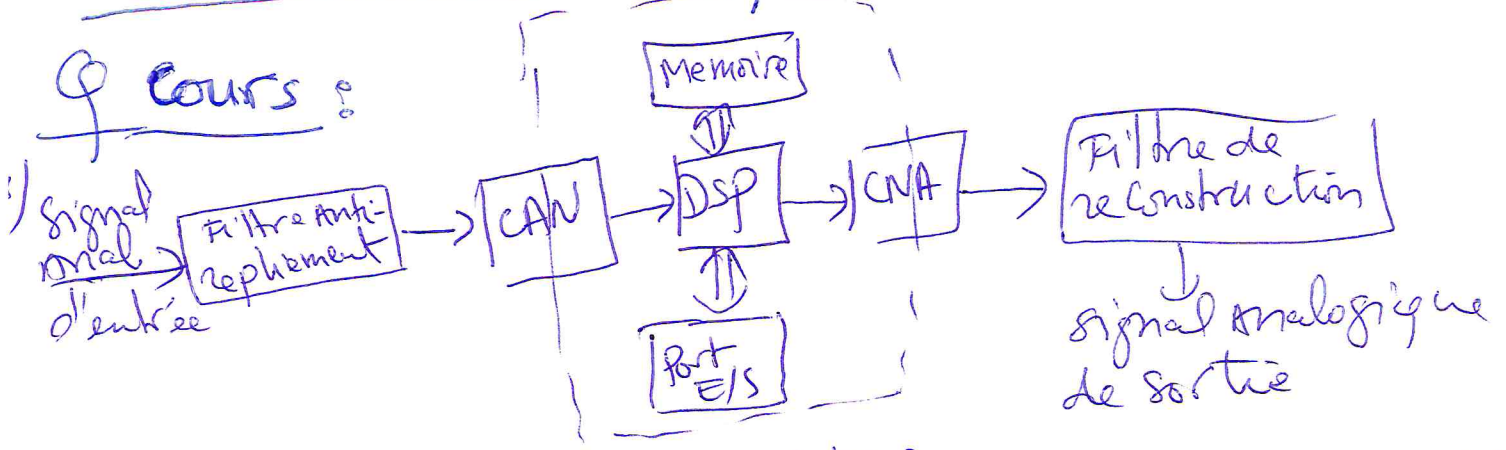 Q Cours :
1) Signal
Anal
d'entrée
Filtre Anti-
repliement
CAN
Memoire
DSP
Port
E/S
CNA
Filtre de
reconstruction
signal Analogique
de sortie